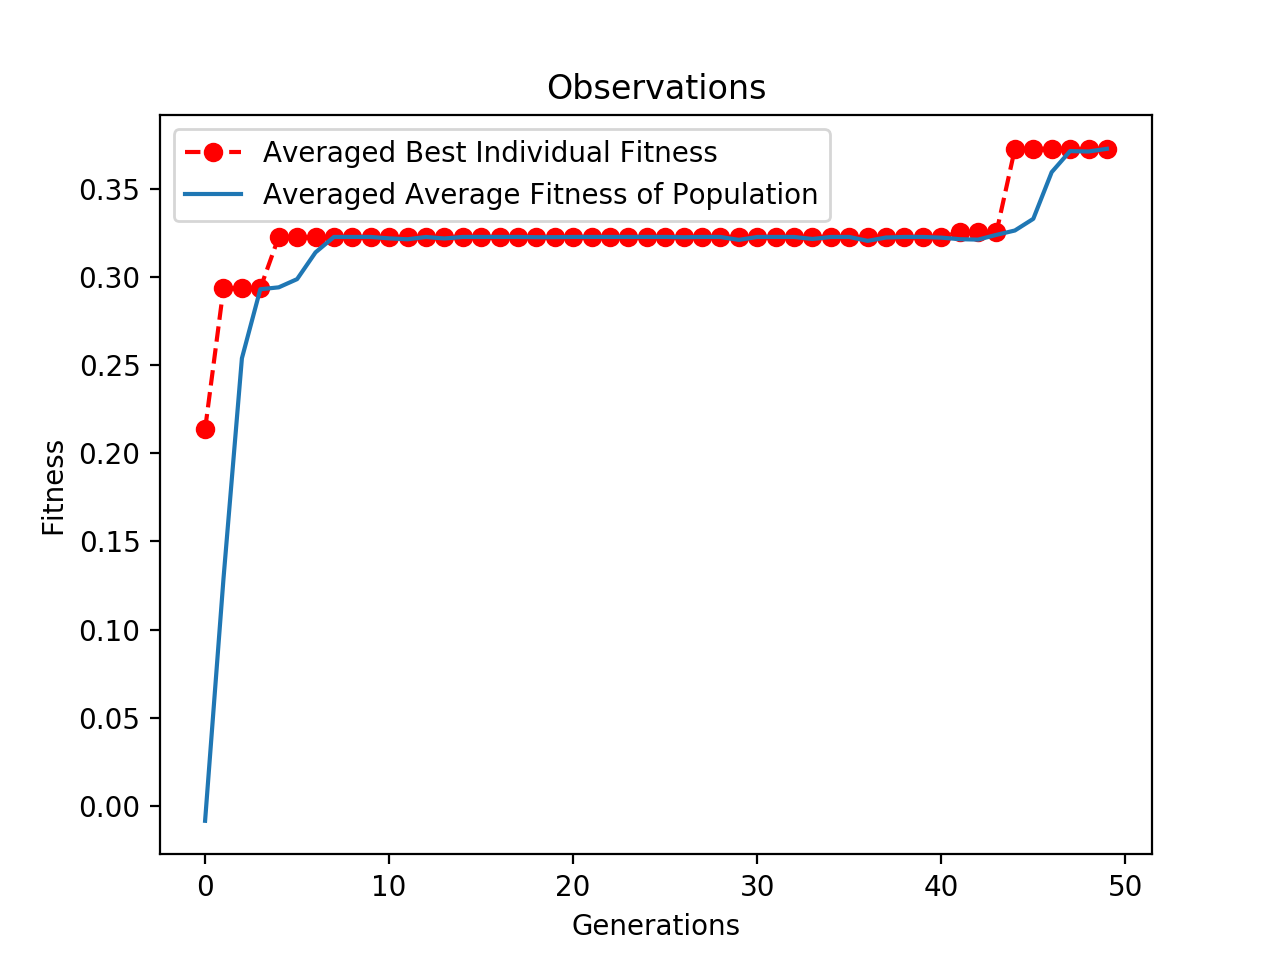 Observations
Averaged Best Individual Fitness
Averaged Average Fitness of Population
0.35
0.30
0.25
0.20
0.15
0.10
0.05
0.00
Fitness
0 10 20 30 40 50
Generations